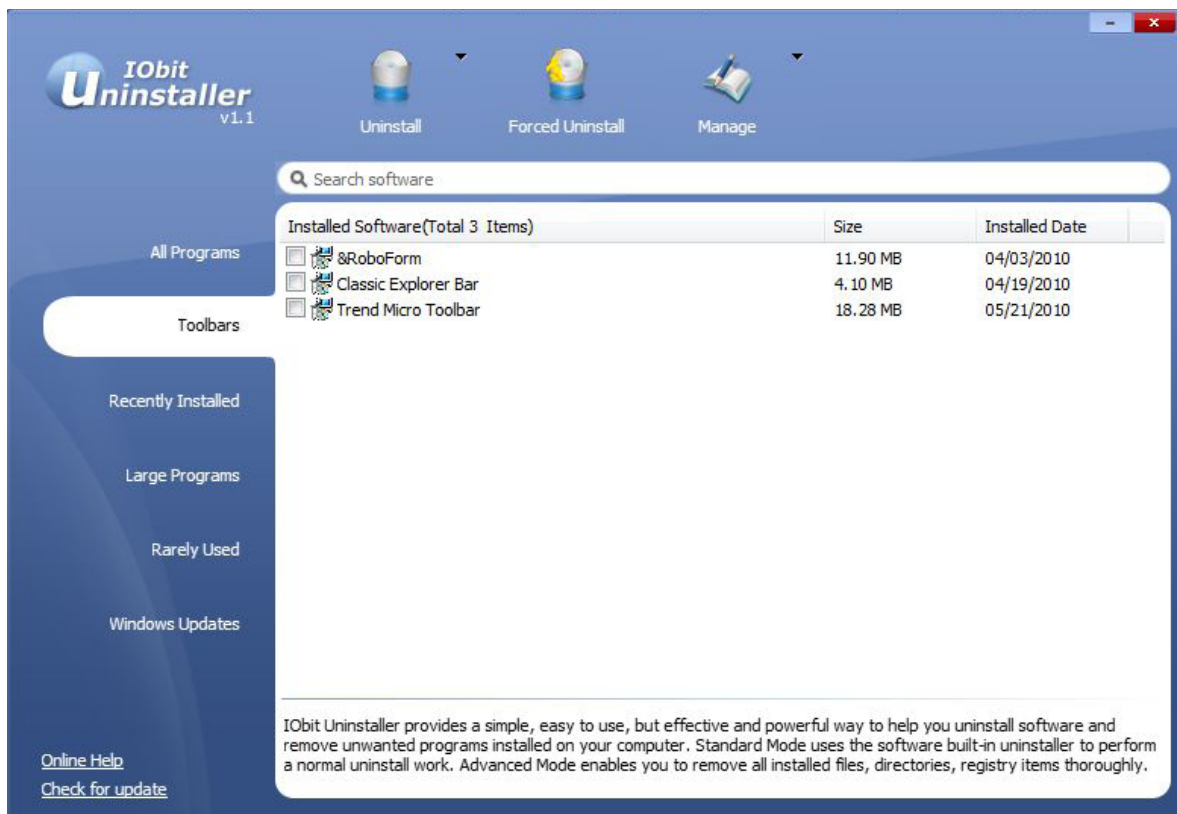 IObit
Uninstaller
v1.1
Uninstall
Forced Uninstall
Manage
Search software
Installed Software(Total 3 Items) Size Installed Date
&RoboForm 11.90 MB 04/03/2010
Classic Explorer Bar 4.10 MB 04/19/2010
Trend Micro Toolbar 18.28 MB 05/21/2010
All Programs
Toolbars
Recently Installed
Large Programs
Rarely Used
Windows Updates
IObit Uninstaller provides a simple, easy to use, but effective and powerful way to help you uninstall software and
remove unwanted programs installed on your computer. Standard Mode uses the software built-in uninstaller to perform
a normal uninstall work. Advanced Mode enables you to remove all installed files, directories, registry items thoroughly.
Online Help
Check for update